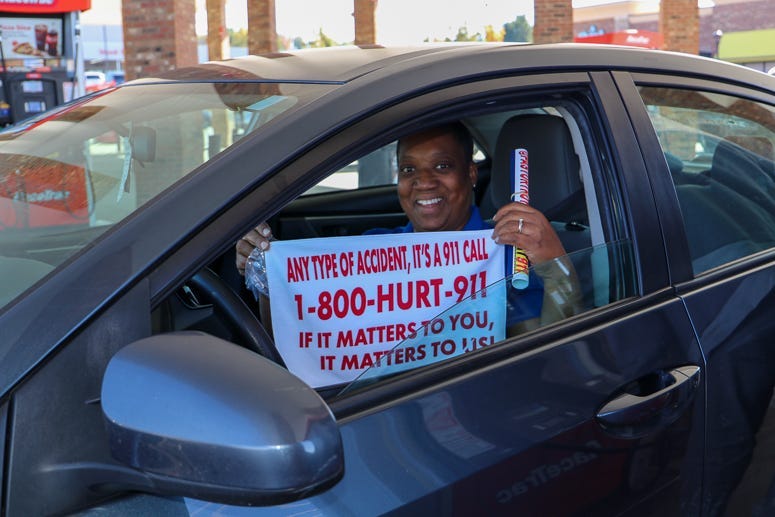 ANY TYPE OF ACCIDENT, IT'S A 911 CALL
1-800-HURT-911
IF IT MATTERS TO YOU,
IT MATTERS TO US!
RaceTrac